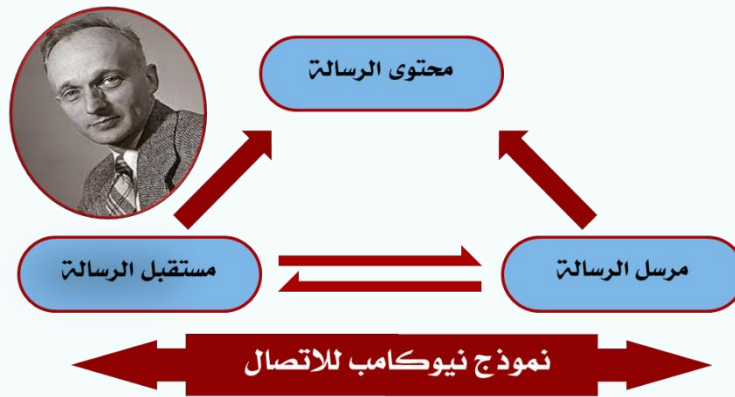 محتوى الرسالة
مرسل الرسالة
مستقبل الرسالة
نموذج نيوكامب للاتصال